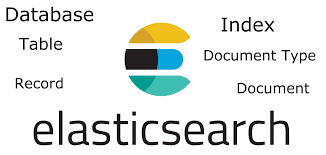 Database
Index
Table
Document Type
Record
Document
elasticsearch